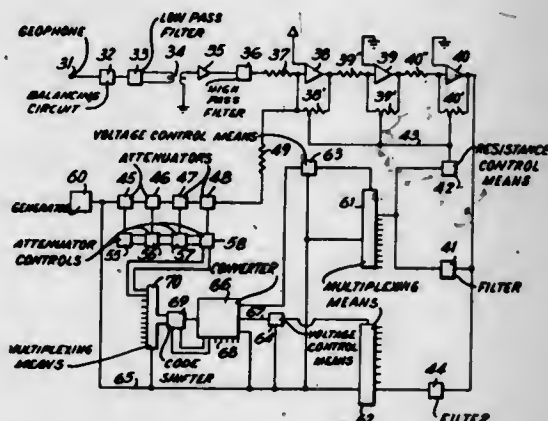 GEOPHONE
LOW PASS
FILTER
31
32
33
34
35
36
37
38
39"
39
40"
40
BALANCING
CIRCUIT
HIGH
PASS
FILTER
38'
39'
40'
43
VOLTAGE CONTROL MEANS
49
63
RESISTANCE
CONTROL
MEANS
42
ATTENUATORS
60
45
46
47
48
GENERATOR
61
ATTENUATOR
CONTROLS
55
56
57
58
CONVERTER
41
FILTER
MULTIPLEXING
MEANS
70
69
66
67
64
VOLTAGE
CONTROL
MEANS
MULTIPLEXING
MEANS
CODE
SHIFTER
68
65
62
44
FILTER